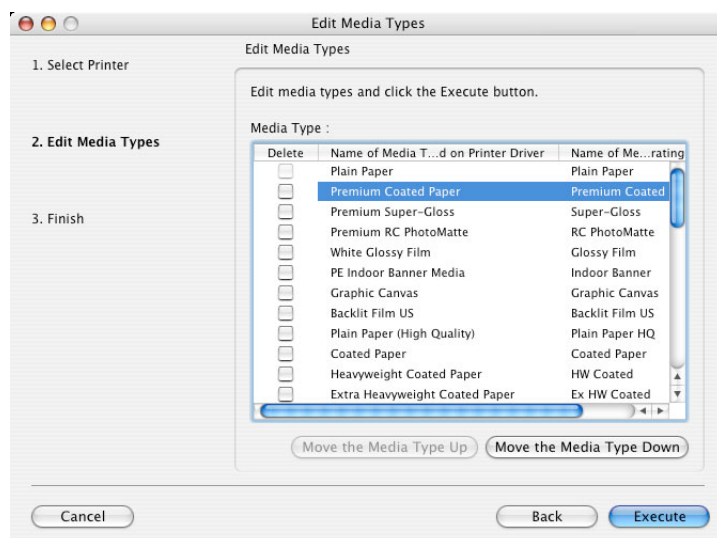 Edit Media Types
1. Select Printer
2. Edit Media Types
3. Finish
Edit Media Types
Edit media types and click the Execute button.
Media Type :
Delete Name of Media T...d on Printer Driver Name of Me...rating
Plain Paper Plain Paper
Premium Coated Paper Premium Coated
Premium Super-Gloss Super-Gloss
Premium RC PhotoMatte RC PhotoMatte
White Glossy Film Glossy Film
PE Indoor Banner Media Indoor Banner
Graphic Canvas Graphic Canvas
Backlit Film US Backlit Film US
Plain Paper (High Quality) Plain Paper HQ
Coated Paper Coated Paper
Heavyweight Coated Paper HW Coated
Extra Heavyweight Coated Paper Ex HW Coated
Move the Media Type Up Move the Media Type Down
Cancel Back Execute